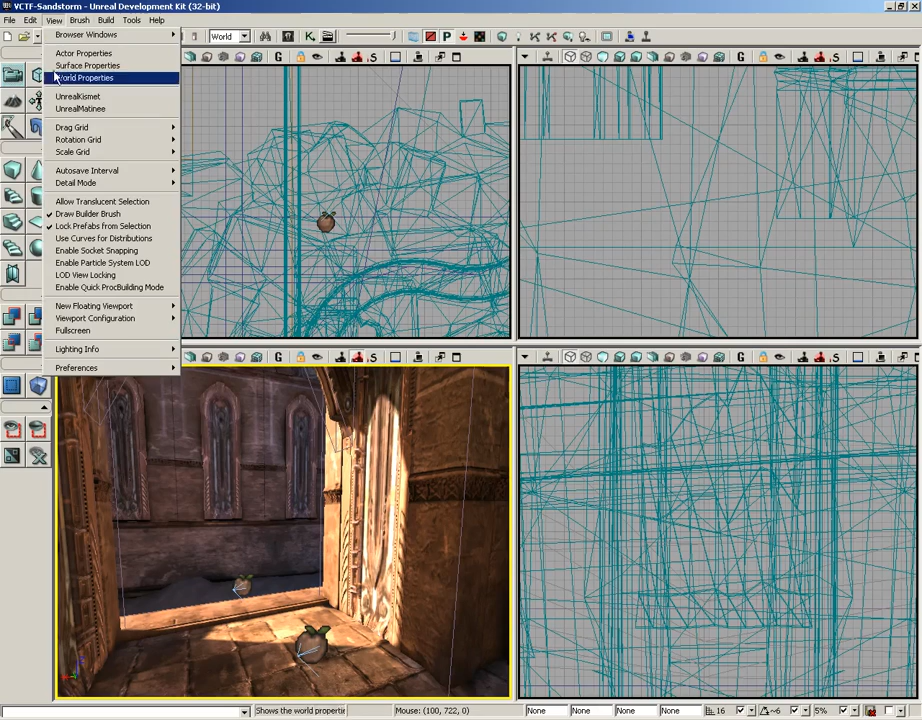 VCTF-Sandstorm - Unreal Development Kit (32-bit)
File Edit View Brush Build Tools Help
World
Browser Windows
Actor Properties
Surface Properties
World Properties
UnrealKismet
UnrealMatinee
Drag Grid
Rotation Grid
Scale Grid
Autosave Interval
Detail Mode
Allow Translucent Selection
Draw Builder Brush
Lock Prefabs from Selection
Use Curves for Distributions
Enable Socket Snapping
Enable Particle System LOD
LOD View Locking
Enable Quick ProcBuilding Mode
New Floating Viewport
Viewport Configuration
Fullscreen
Lighting Info
Preferences
Shows the world propertie
Mouse: (100, 722, 0)
None None None None 16 ~6 5%